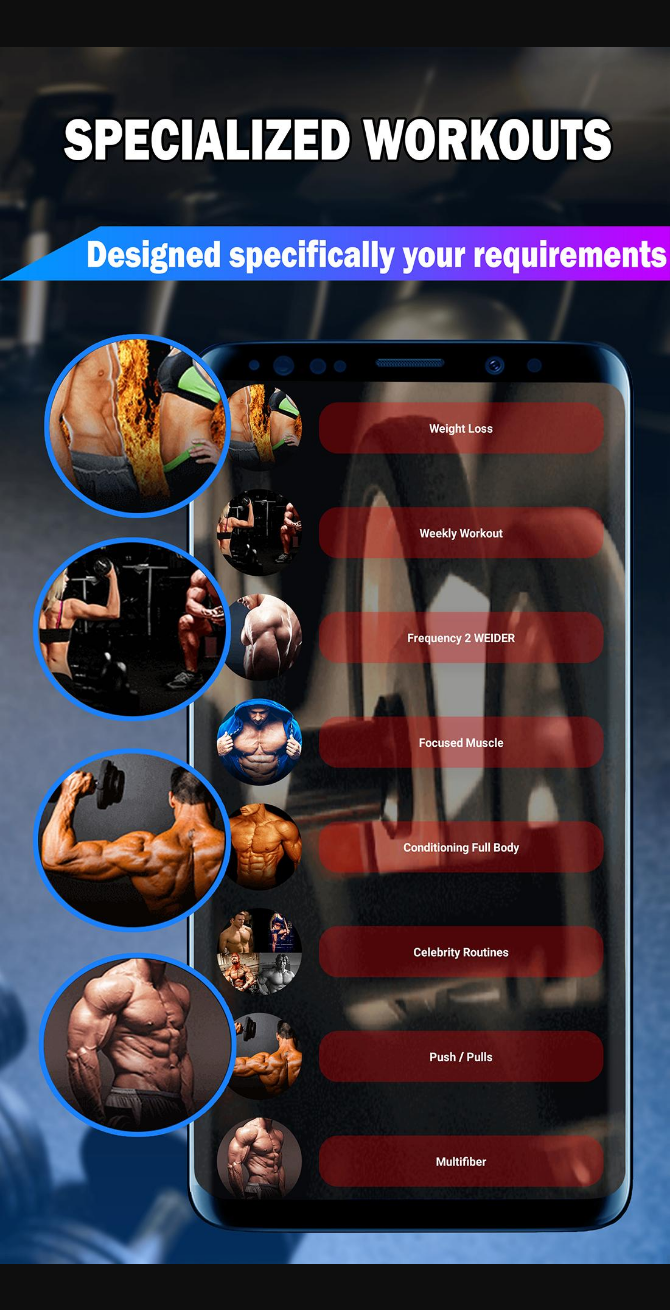 SPECIALIZED WORKOUTS
Designed specifically your requirements
Weight Loss
Weekly Workout
Frequency 2 WEIDER
Focused Muscle
Conditioning Full Body
Celebrity Routines
Push / Pulls
Multifiber